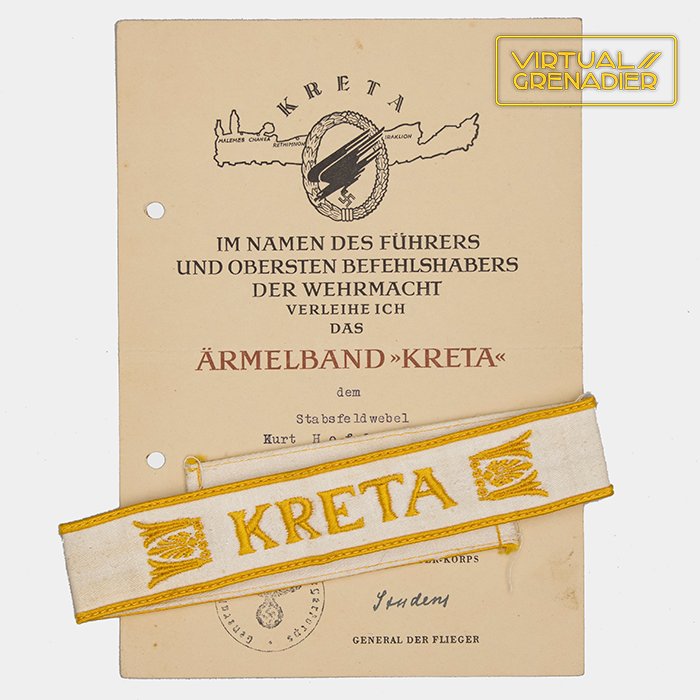 VIRTUAL//
GRENADIER
KRETA
MALEMES CHANEA RETHIMNON IRAKLION
IM NAMEN DES FÜHRERS
UND OBERSTEN BEFEHLSHABERS
DER WEHRMACHT
VERLEIHE ICH
DAS
ÄRMELBAND »KRETA«
dem
Stabsfeldwebel
Kurt
KRETA
ER-KORPS
GENERAL DER FLIEGER